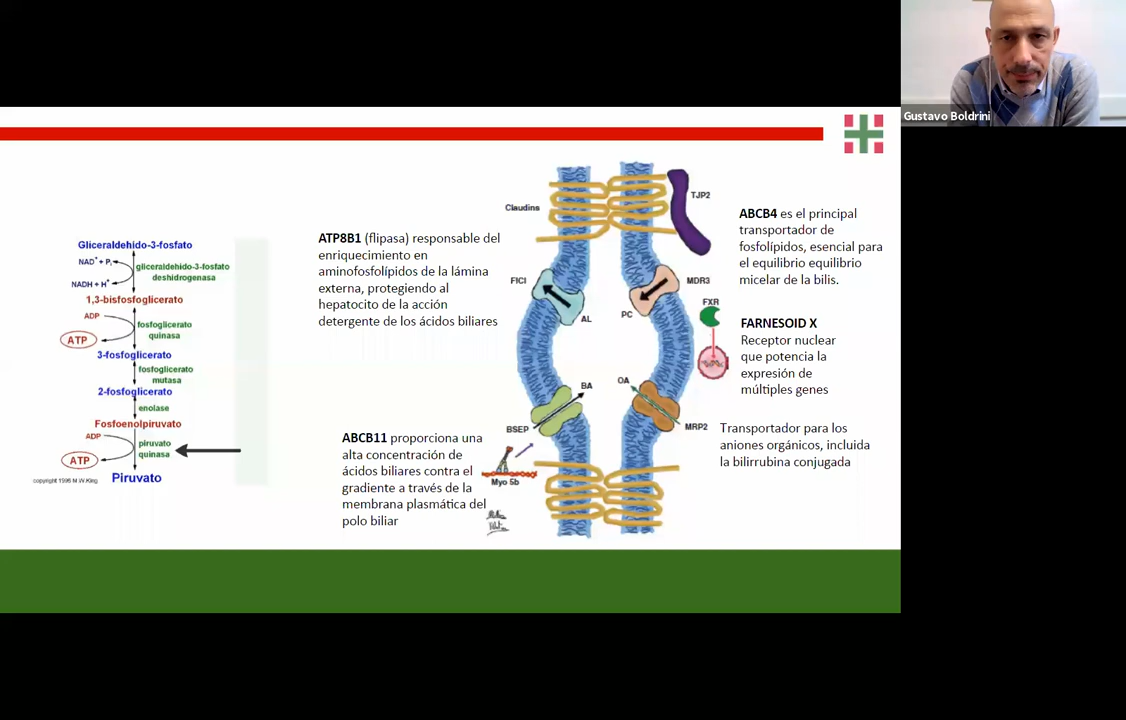 Gustavo Boldrini
Gliceraldehido-3-fosfato
NAD+ + Pi
gliceraldehido-3-fosfato
deshidrogenasa
NADH + H+
1,3-bisfosfoglicerato
ADP
fosfoglicerato
quinasa
ATP
3-fosfoglicerato
fosfoglicerato
mutasa
2-fosfoglicerato
enolase
Fosfoenolpiruvato
ADP
piruvato
quinasa
ATP
Piruvato
copyright 1996 M.W.King
ATP8B1 (flipasa) responsable del
enriquecimiento en
aminofosfolípidos de la lámina
externa, protegiendo al
hepatocito de la acción
detergente de los ácidos biliares
ABCB11 proporciona una
alta concentración de
ácidos biliares contra el
gradiente a través de la
membrana plasmática del
polo biliar
Claudins
TJP2
FICI
AL
MDR3
PC
FXR
BA
OA
BSEP
MRP2
Myo 5b
ABCB4 es el principal
transportador de
fosfolípidos, esencial para
el equilibrio equilibrio
micelar de la bilis.
FARNESOID X
Receptor nuclear
que potencia la
expresión de
múltiples genes
Transportador para los
aniones orgánicos, incluida
la bilirrubina conjugada